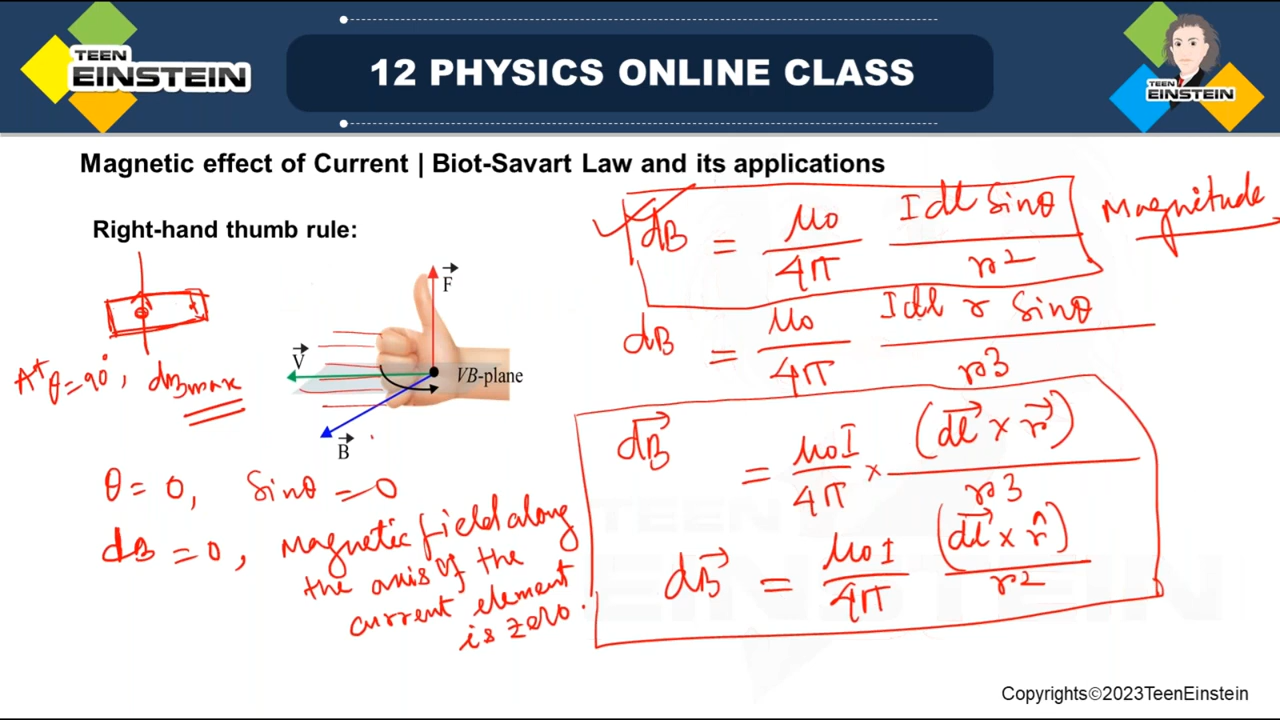 TEEN
EINSTEIN
12 PHYSICS ONLINE CLASS
TEEN
EINSTEIN
Magnetic effect of Current | Biot-Savart Law and its applications
Right-hand thumb rule:
F⃗
V⃗
VB-plane
B⃗
At θ=90°, dBmax
θ = 0, Sinθ = 0
dB = 0, Magnetic field along
the axis of the
current element
is zero.
dB = μ0/4π Idl Sinθ/r2 Magnitude
dB = μ0/4π Idl r Sinθ/r3
dB⃗ = μ0I/4π × (dl⃗ × r⃗)/r3
dB⃗ = μ0I/4π (dl⃗ × r̂)/r2
TEEN
EINSTEIN
Copyrights©2023TeenEinstein